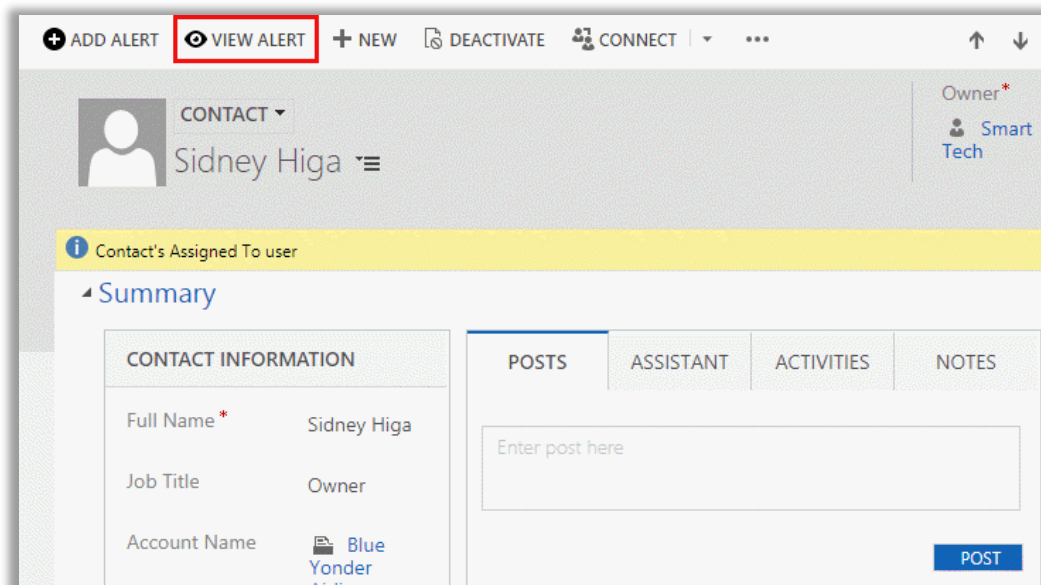 ADD ALERT VIEW ALERT NEW DEACTIVATE CONNECT
CONTACT
Sidney Higa
Owner*
Smart
Tech
Contact's Assigned To user
Summary
CONTACT INFORMATION
Full Name* Sidney Higa
Job Title Owner
Account Name Blue
Yonder
POSTS ASSISTANT ACTIVITIES NOTES
Enter post here
POST